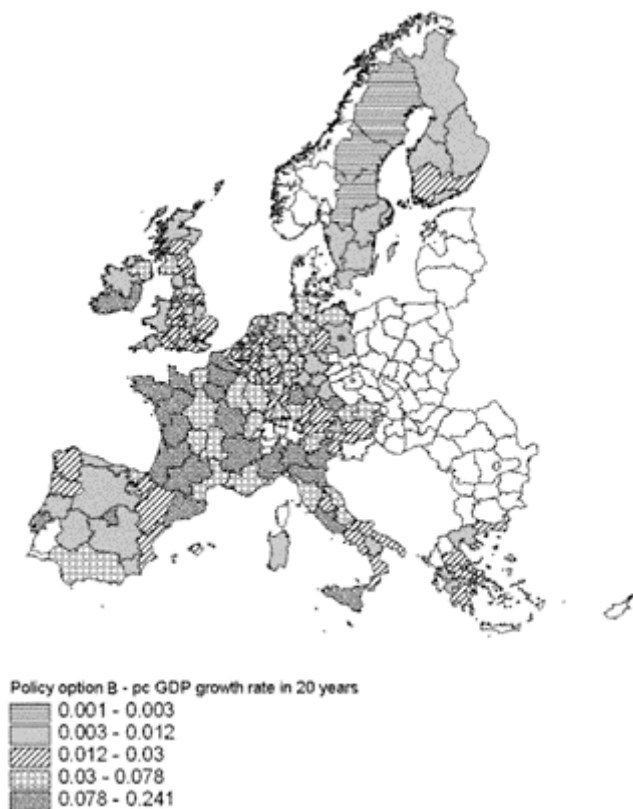 Policy option B - pc GDP growth rate in 20 years
0.001 - 0.003
0.003 - 0.012
0.012 - 0.03
0.03 - 0.078
0.078 - 0.241